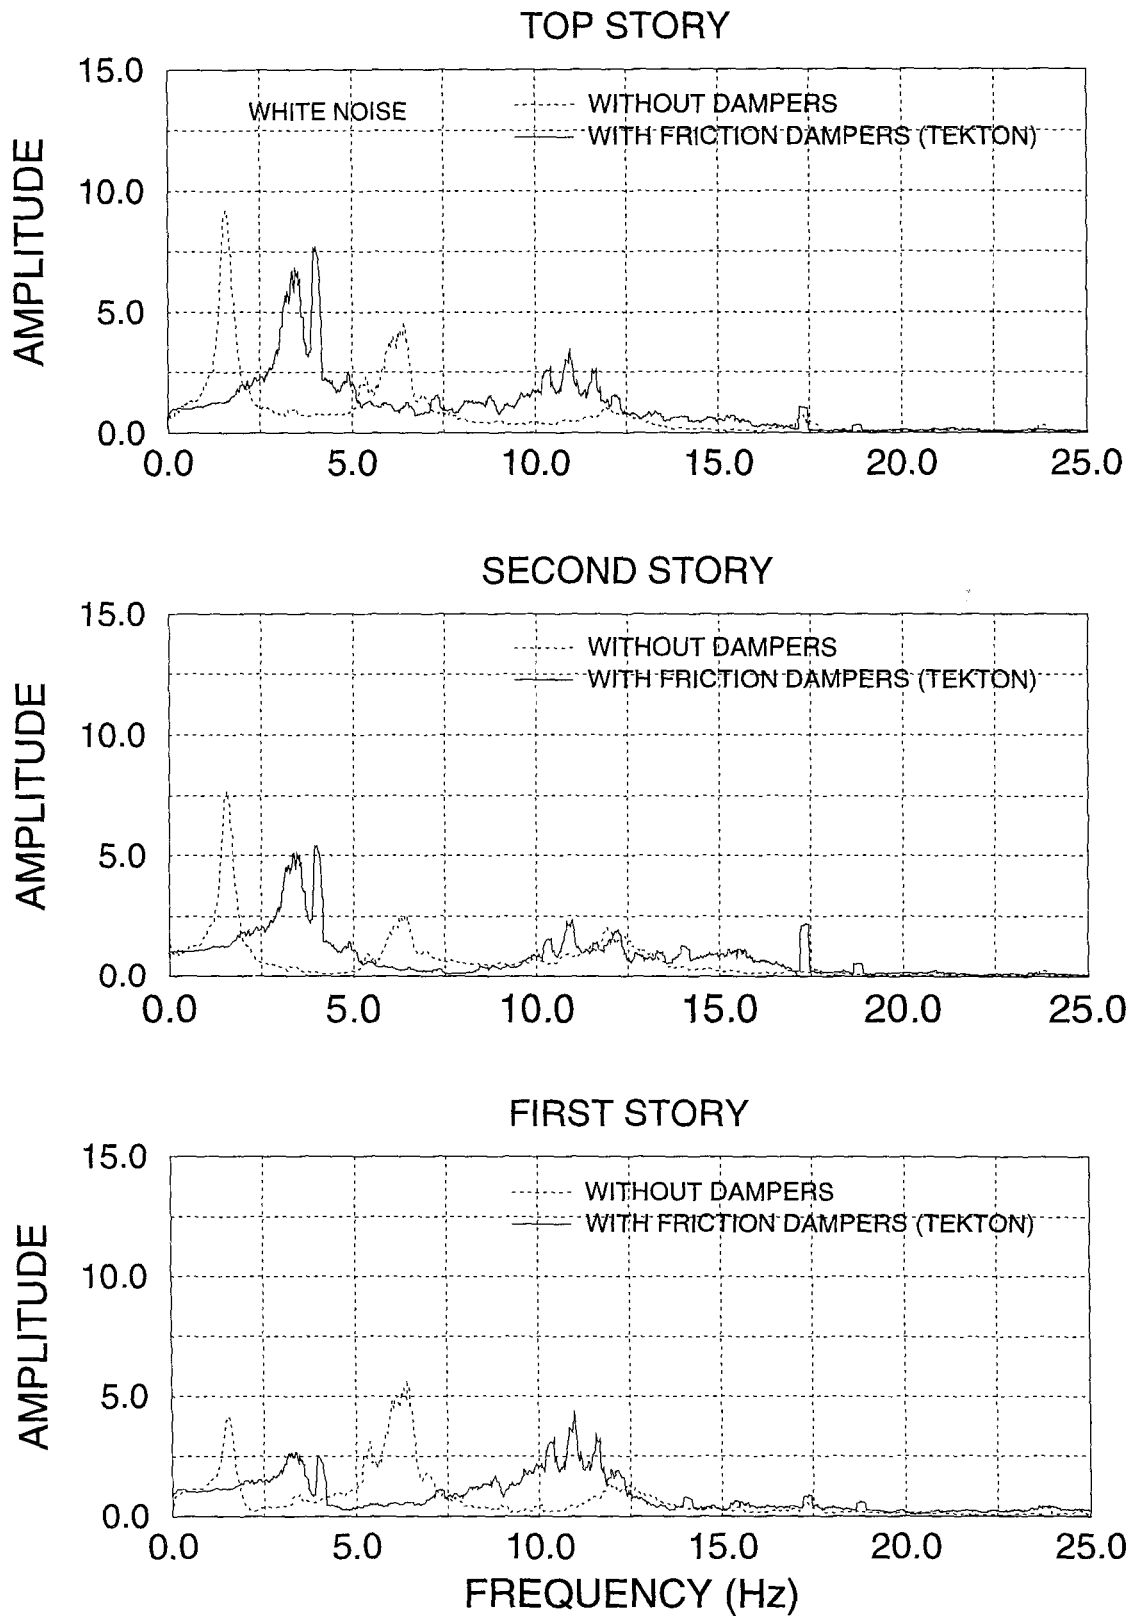 TOP STORY
15.0
10.0
5.0
0.0
AMPLITUDE
WHITE NOISE
WITHOUT DAMPERS
WITH FRICTION DAMPERS (TEKTON)
0.0 5.0 10.0 15.0 20.0 25.0
SECOND STORY
15.0
10.0
5.0
0.0
AMPLITUDE
WITHOUT DAMPERS
WITH FRICTION DAMPERS (TEKTON)
0.0 5.0 10.0 15.0 20.0 25.0
FIRST STORY
15.0
10.0
5.0
0.0
AMPLITUDE
WITHOUT DAMPERS
WITH FRICTION DAMPERS (TEKTON)
0.0 5.0 10.0 15.0 20.0 25.0
FREQUENCY (Hz)